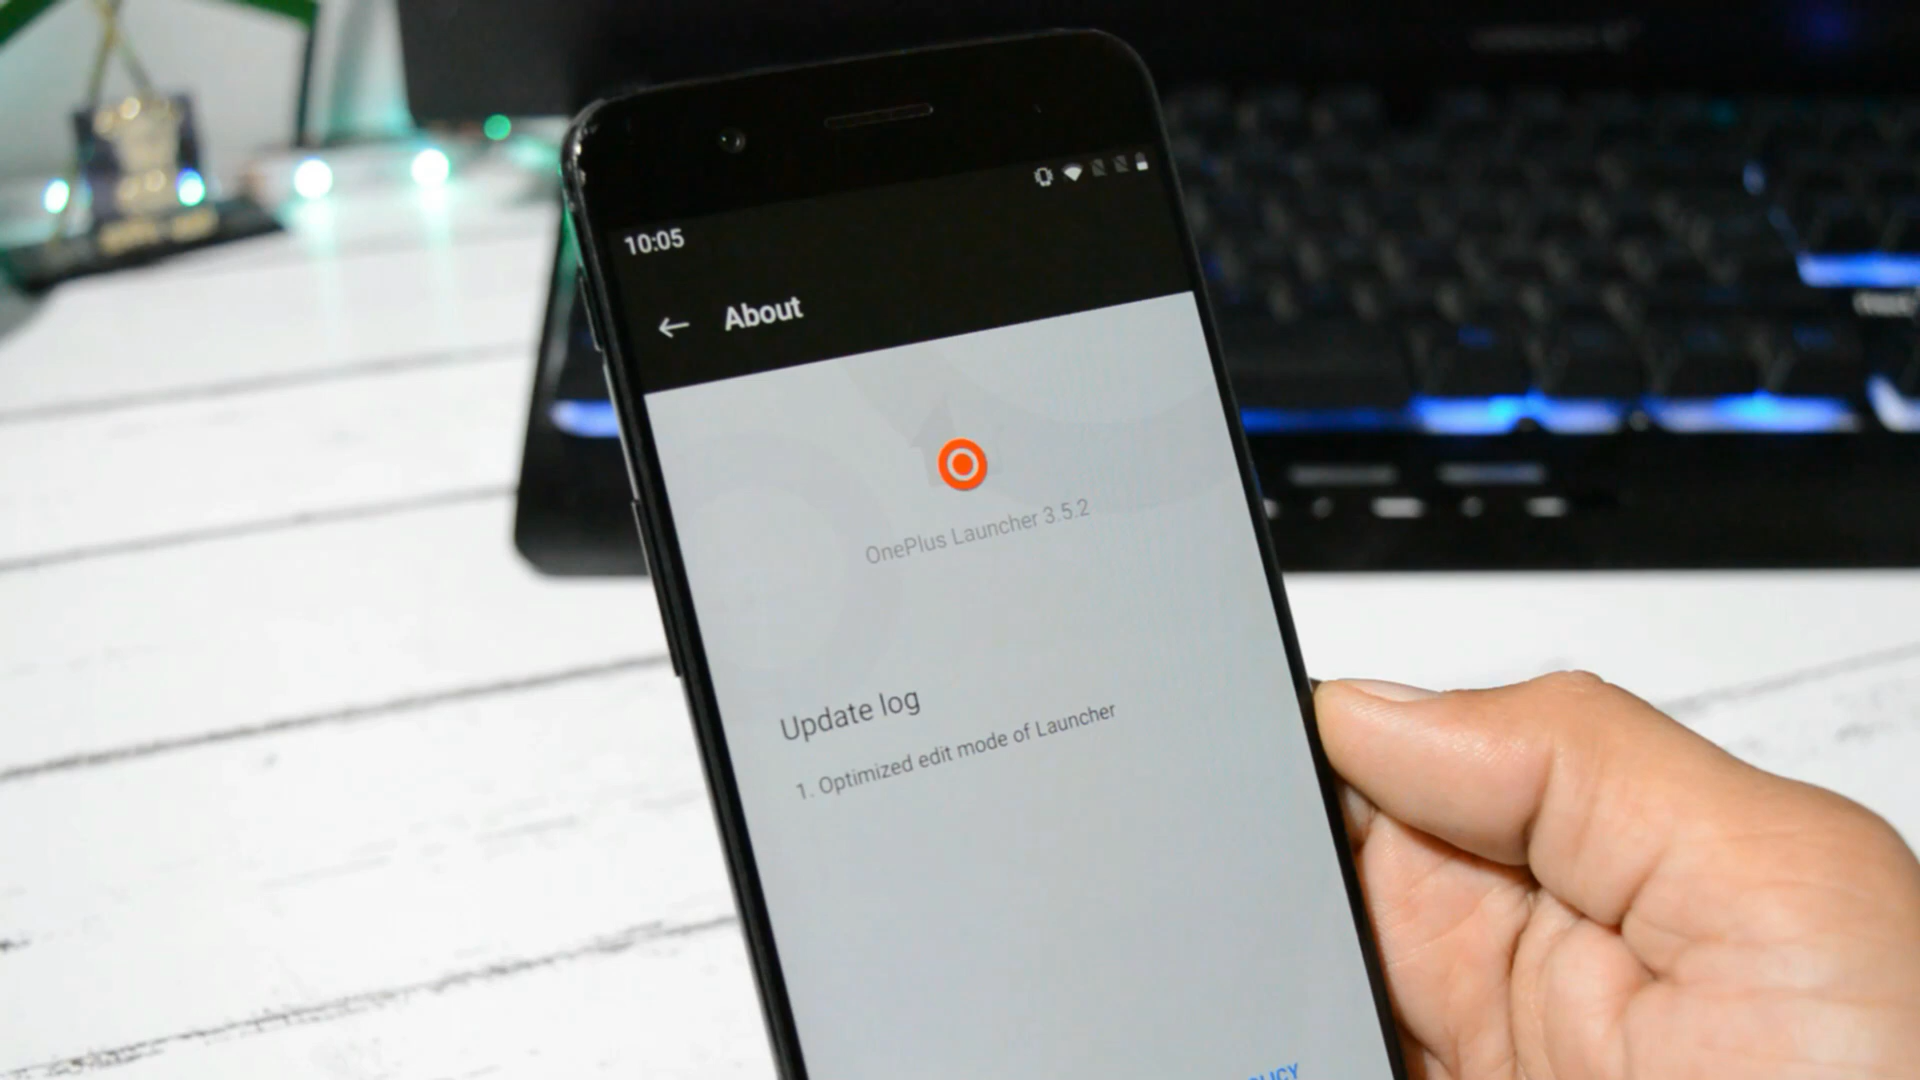 10:05
About
OnePlus Launcher 3.5.2
Update log
1. Optimized edit mode of Launcher